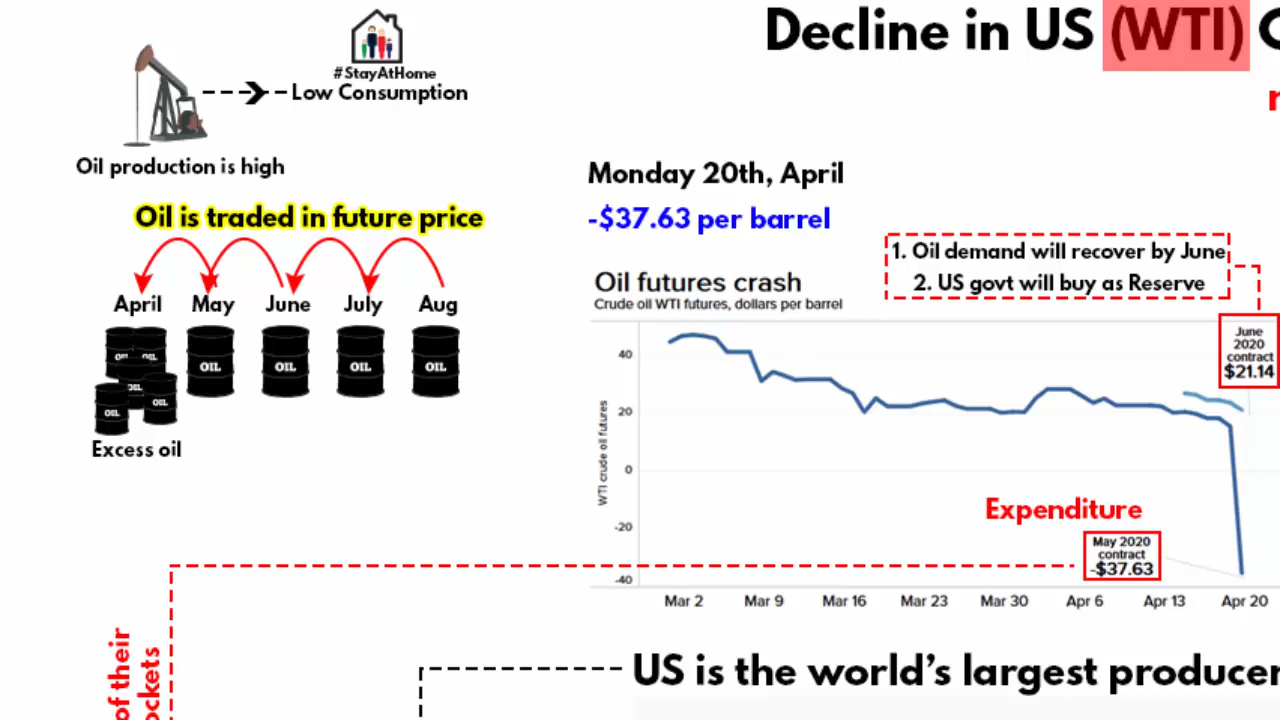 Decline in US (WTI)
#StayAtHome
Low Consumption
Oil production is high
Monday 20th, April
-$37.63 per barrel
Oil is traded in future price
April May June July Aug
OIL OIL OIL OIL
OIL OIL
OIL
OIL
OIL
Excess oil
1. Oil demand will recover by June
2. US govt will buy as Reserve
Oil futures crash
Crude oil WTI futures, dollars per barrel
June
2020
contract
$21.14
40
20
0
-20
-40
WTI crude oil futures
Expenditure
May 2020
contract
-$37.63
Mar 2 Mar 9 Mar 16 Mar 23 Mar 30 Apr 6 Apr 13 Apr 20
of their
ockets
US is the world's largest producer